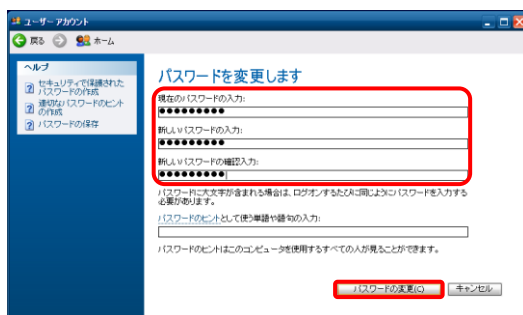 ユーザー アカウント
戻る ホーム
ヘルプ
セキュリティで保護された
パスワードの作成
適切なパスワードのヒント
の作成
パスワードの保存
パスワードを変更します
現在のパスワードの入力:
●●●●●●●●●
新しいパスワードの入力:
●●●●●●●●●
新しいパスワードの確認入力:
●●●●●●●●●
パスワードに大文字が含まれる場合は、ログオンするたびに同じようにパスワードを入力する
必要があります。
パスワードのヒントとして使う単語や語句の入力:
パスワードのヒントはこのコンピュータを使用するすべての人が見ることができます。
パスワードの変更(C) キャンセル